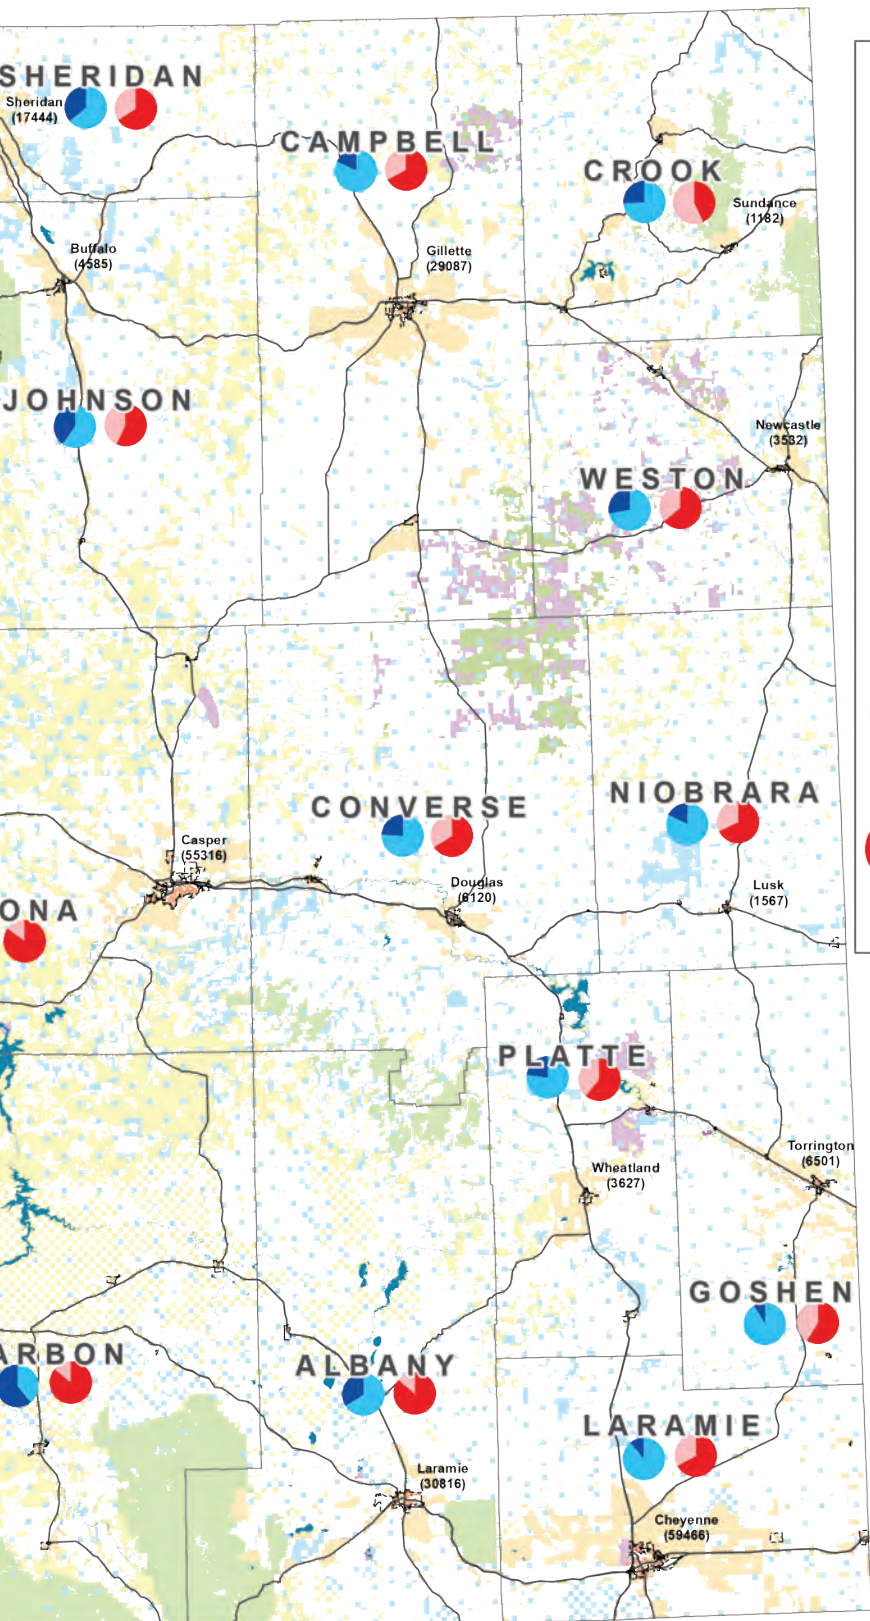 SHERIDAN
Sheridan
(17444)
CAMPBELL
CROOK
Sundance
(1182)
Buffalo
(4585)
Gillette
(29087)
JOHNSON
Newcastle
(3532)
WESTON
NIOBRARA
CONVERSE
Casper
(55316)
Douglas
(6120)
Lusk
(1567)
ONA
PLATTE
Torrington
(6501)
Wheatland
(3627)
GOSHEN
ARBON
ALBANY
LARAMIE
Laramie
(30816)
Cheyenne
(59466)